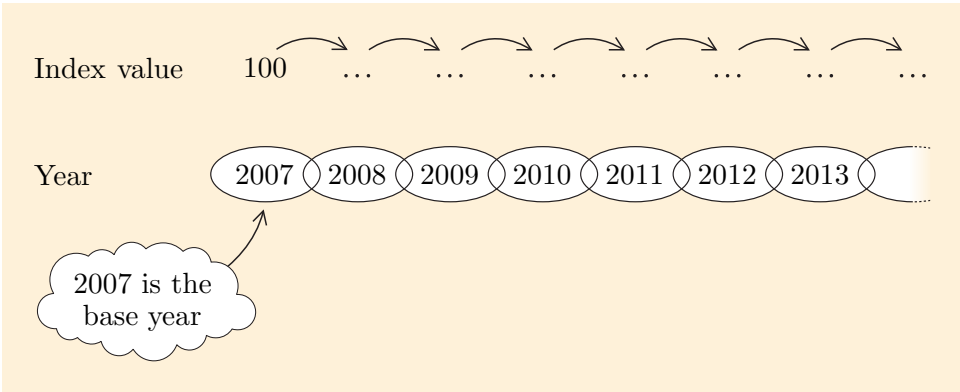 Index value 100 ... ... ... ... ... ... ...
Year 2007 2008 2009 2010 2011 2012 2013
2007 is the
base year